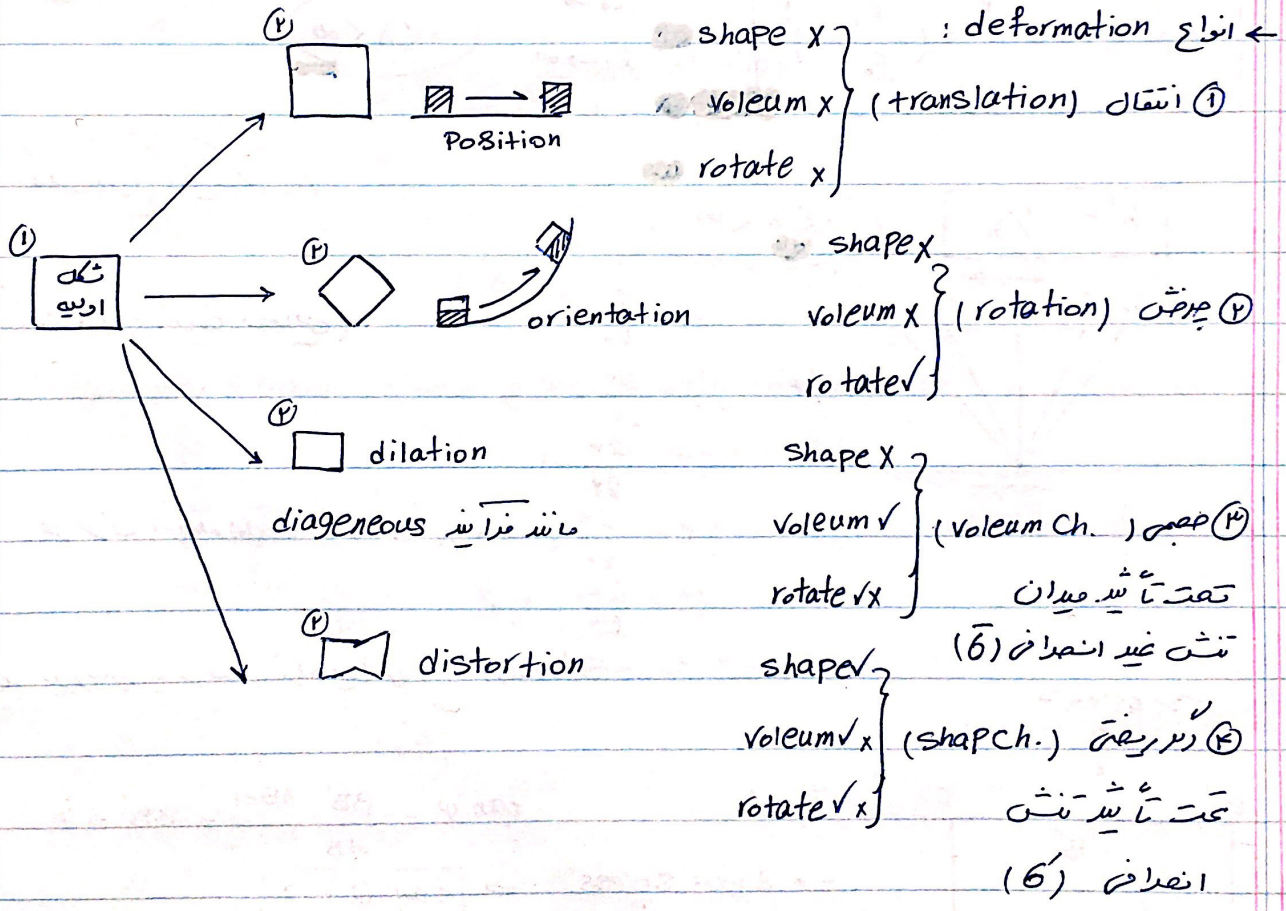 ← انواع deformation :
① انتقال (translation)
shape x
voleum x
rotate x
②
Position
② چرخش (rotation)
shape x
voleum x
rotate ✓
①
شکل
اولیه
②
orientation
③ حجمی (voleum Ch.)
تحت تأثیر میدان
تنش غیر انحرافی (σ̄)
shape x
voleum ✓
rotate ✓x
②
dilation
مانند فرآیند diageneous
④ دگرریختی (shap Ch.)
تحت تأثیر تنش
انحرافی (σ́)
shape ✓
voleum ✓ x
rotate ✓ x
②
distortion